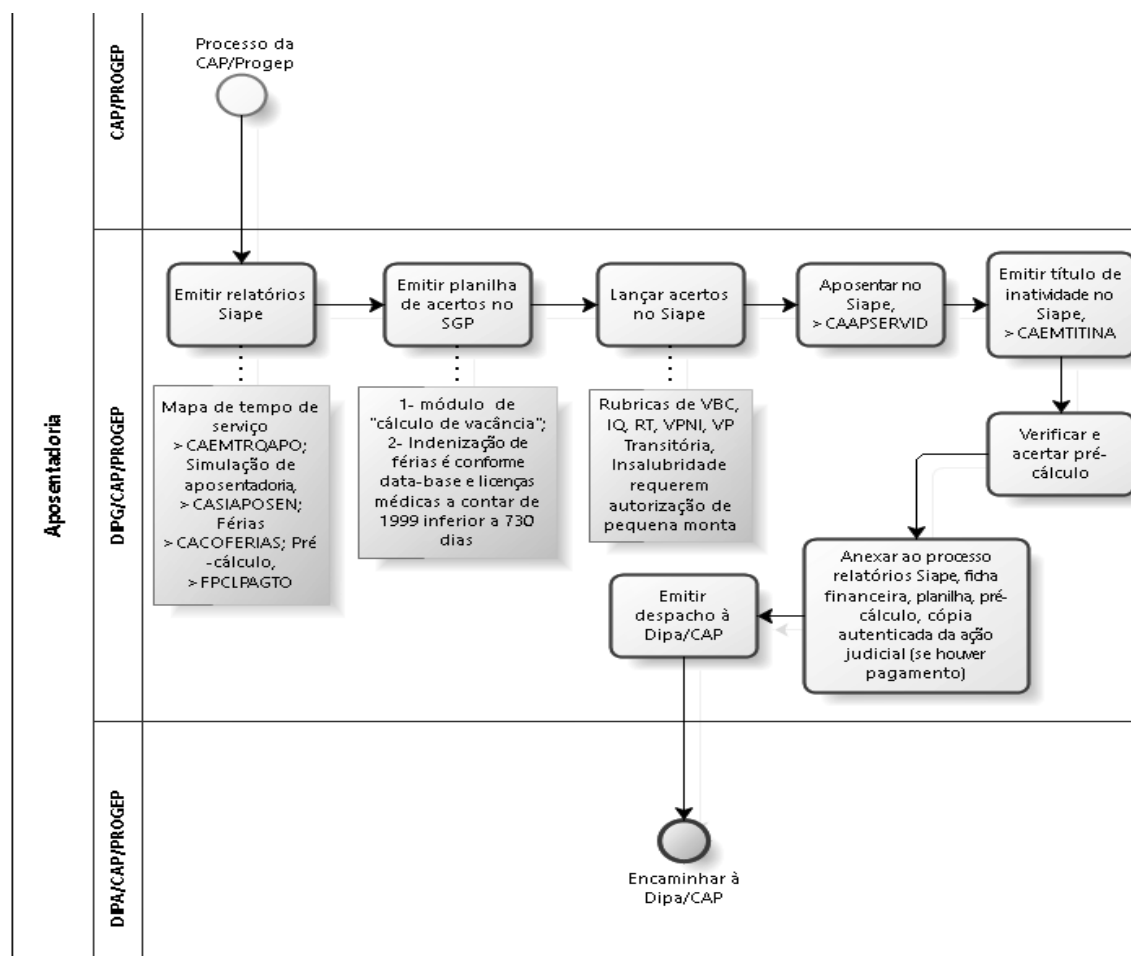 Aposentadoria
CAP/PROGEP
Processo da
CAP/Progep
DIPG/CAP/PROGEP
Emitir relatórios
Siape
Emitir planilha
de acertos no
SGP
Lançar acertos
no Siape
Aposentar no
Siape,
> CAAPSERVID
Emitir título de
inatividade no
Siape,
> CAEMTITINA
Mapa de tempo de
serviço
> CAEMTRQAPO;
Simulação de
aposentadoria,
> CASIAPOSEN;
Férias
> CACOFERIAS; Pré
-cálculo,
> FPCLPAGTO
1- módulo de
"cálculo de vacância";
2- Indenização de
férias é conforme
data-base e licenças
médicas a contar de
1999 inferior a 730
dias
Rubricas de VBC,
IQ, RT, VPNI, VP
Transitória,
Insalubridade
requerem
autorização de
pequena monta
Verificar e
acertar pré-
cálculo
Anexar ao processo
relatórios Siape, ficha
financeira, planilha, pré-
cálculo, cópia
autenticada da ação
judicial (se houver
pagamento)
Emitir
despacho à
Dipa/CAP
DIPA/CAP/PROGEP
Encaminhar à
Dipa/CAP